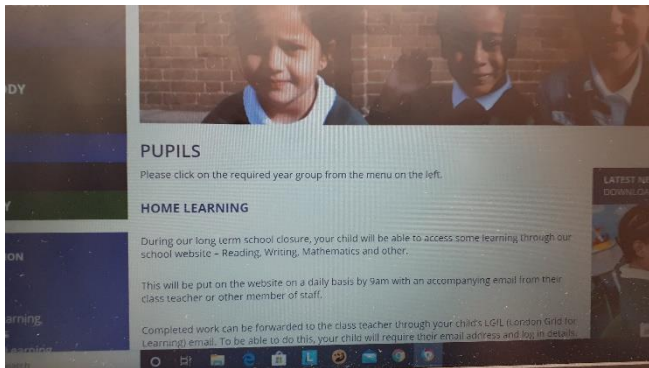 ODY
PUPILS
Please click on the required year group from the menu on the left.
LATEST
DOWNLOA
Y
HOME LEARNING
During our long term school closure, your child will be able to access some learning through our
school website – Reading, Writing, Mathematics and other.
ION
This will be put on the website on a daily basis by 9am with an accompanying email from their
class teacher or other member of staff.
arning,
Completed work can be forwarded to the class teacher through your child's LGfL (London Grid for
Learning) email. To be able to do this, your child will require their email address and log in details.
Learning